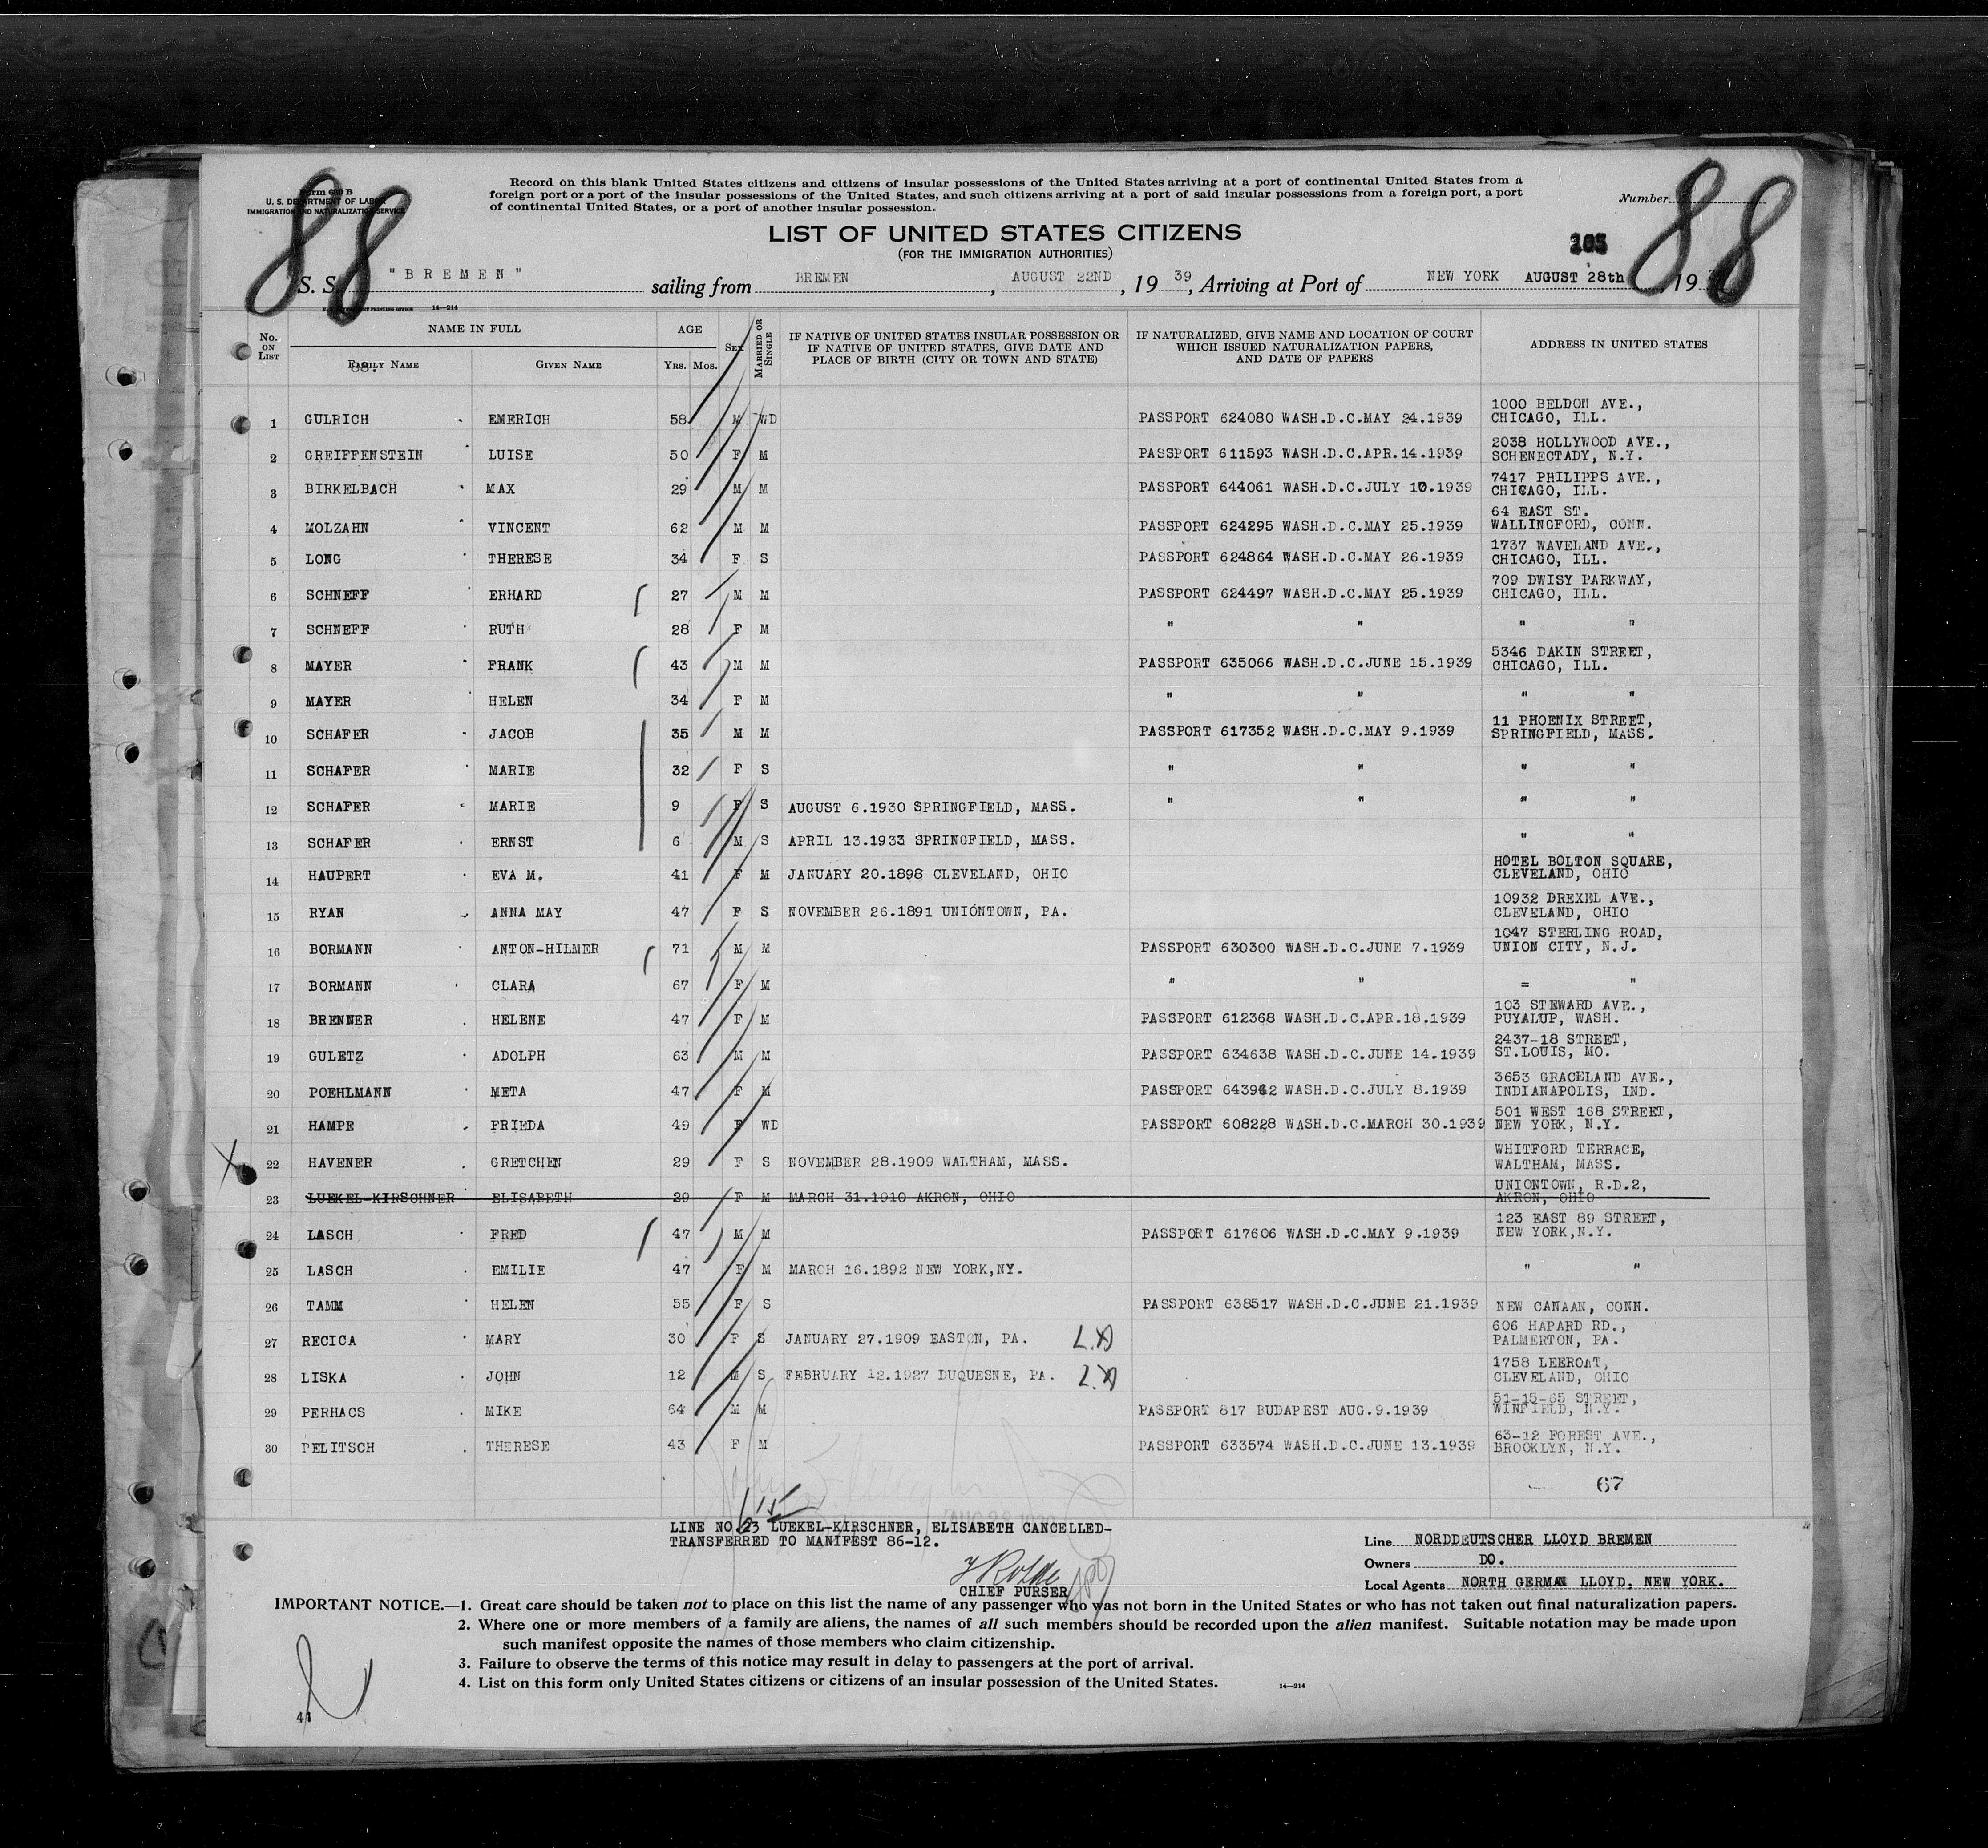 88
88
Form 630 B
U. S. DEPARTMENT OF LABOR
IMMIGRATION AND NATURALIZATION SERVICE
Record on this blank United States citizens and citizens of insular possessions of the United States arriving at a port of continental United States from a
foreign port or a port of the insular possessions of the United States, and such citizens arriving at a port of said insular possessions from a foreign port, a port
of continental United States, or a port of another insular possession.
Number
LIST OF UNITED STATES CITIZENS
(FOR THE IMMIGRATION AUTHORITIES)
S. S. "BREMEN" sailing from BREMEN, AUGUST 22ND, 1939, Arriving at Port of NEW YORK AUGUST 28th, 19
14-214
No. ON LIST
NAME IN FULL
FAMILY NAME GIVEN NAME
88.
AGE
YRS. MOS.
SEX
MARRIED OR SINGLE
IF NATIVE OF UNITED STATES INSULAR POSSESSION OR
IF NATIVE OF UNITED STATES, GIVE DATE AND
PLACE OF BIRTH (CITY OR TOWN AND STATE)
IF NATURALIZED, GIVE NAME AND LOCATION OF COURT
WHICH ISSUED NATURALIZATION PAPERS,
AND DATE OF PAPERS
ADDRESS IN UNITED STATES
1 GULRICH EMERICH 58 M WD PASSPORT 624080 WASH.D.C.MAY 24.1939 1000 BELDON AVE.,
CHICAGO, ILL.
2 GREIFFENSTEIN LUISE 50 F M PASSPORT 611593 WASH.D.C.APR.14.1939 2038 HOLLYWOOD AVE.,
SCHENECTADY, N.Y.
3 BIRKELBACH MAX 29 M M PASSPORT 644061 WASH.D.C.JULY 10.1939 7417 PHILIPPS AVE.,
CHICAGO, ILL.
4 MOLZAHN VINCENT 62 M M PASSPORT 624295 WASH.D.C.MAY 25.1939 64 EAST ST.
WALLINGFORD, CONN.
5 LONG THERESE 34 F S PASSPORT 624864 WASH.D.C.MAY 26.1939 1737 WAVELAND AVE.,
CHICAGO, ILL.
6 SCHNEFF ERHARD 27 M M PASSPORT 624497 WASH.D.C.MAY 25.1939 709 DWISY PARKWAY,
CHICAGO, ILL.
7 SCHNEFF RUTH 28 F M " " " "
8 MAYER FRANK 43 M M PASSPORT 635066 WASH.D.C.JUNE 15.1939 5346 DAKIN STREET,
CHICAGO, ILL.
9 MAYER HELEN 34 F M " " " "
10 SCHAFER JACOB 35 M M PASSPORT 617352 WASH.D.C.MAY 9.1939 11 PHOENIX STREET,
SPRINGFIELD, MASS.
11 SCHAFER MARIE 32 F S " " " "
12 SCHAFER MARIE 9 F S AUGUST 6.1930 SPRINGFIELD, MASS. " " " "
13 SCHAFER ERNST 6 M S APRIL 13.1933 SPRINGFIELD, MASS. " "
14 HAUPERT EVA M. 41 F M JANUARY 20.1898 CLEVELAND, OHIO HOTEL BOLTON SQUARE,
CLEVELAND, OHIO
15 RYAN ANNA MAY 47 F S NOVEMBER 26.1891 UNIONTOWN, PA. 10932 DREXEL AVE.,
CLEVELAND, OHIO
16 BORMANN ANTON-HILMER 71 M M PASSPORT 630300 WASH.D.C.JUNE 7.1939 1047 STERLING ROAD,
UNION CITY, N.J.
17 BORMANN CLARA 67 F M " " = "
18 BRENNER HELENE 47 F M PASSPORT 612368 WASH.D.C.APR.18.1939 103 STEWARD AVE.,
PUYALUP, WASH.
19 GULETZ ADOLPH 63 M M PASSPORT 634638 WASH.D.C.JUNE 14.1939 2437-18 STREET,
ST.LOUIS, MO.
20 POEHLMANN META 47 F M PASSPORT 643942 WASH.D.C.JULY 8.1939 3653 GRACELAND AVE.,
INDIANAPOLIS, IND.
21 HAMPE FRIEDA 49 F WD PASSPORT 608228 WASH.D.C.MARCH 30.1939 501 WEST 168 STREET,
NEW YORK, N.Y.
22 HAVENER GRETCHEN 29 F S NOVEMBER 28.1909 WALTHAM, MASS. WHITFORD TERRACE,
WALTHAM, MASS.
23 LUEKEL-KIRSCHNER ELISABETH 29 F M MARCH 31.1910 AKRON, OHIO UNIONTOWN, R.D.2,
AKRON, OHIO
24 LASCH FRED 47 M M PASSPORT 617606 WASH.D.C.MAY 9.1939 123 EAST 89 STREET,
NEW YORK,N.Y.
25 LASCH EMILIE 47 F M MARCH 16.1892 NEW YORK,NY. " "
26 TAMM HELEN 55 F S PASSPORT 638517 WASH.D.C.JUNE 21.1939 NEW CANAAN, CONN.
27 RECICA MARY 30 F S JANUARY 27.1909 EASTON, PA. 606 HAPARD RD.,
PALMERTON, PA.
28 LISKA JOHN 12 M S FEBRUARY 12.1927 DUQUESNE, PA. 1758 LEEROAT,
CLEVELAND, OHIO
29 PERHACS MIKE 64 M M PASSPORT 817 BUDAPEST AUG.9.1939 51-15-65 STREET,
WINFIELD, N.Y.
30 PELITSCH THERESE 43 F M PASSPORT 633574 WASH.D.C.JUNE 13.1939 63-12 FOREST AVE.,
BROOKLYN, N.Y.
67
LINE NO 23 LUEKEL-KIRSCHNER, ELISABETH CANCELLED-
TRANSFERRED TO MANIFEST 86-12.
CHIEF PURSER
Line NORDDEUTSCHER LLOYD BREMEN
Owners DO.
Local Agents NORTH GERMAN LLOYD, NEW YORK.
IMPORTANT NOTICE.—1. Great care should be taken not to place on this list the name of any passenger who was not born in the United States or who has not taken out final naturalization papers.
2. Where one or more members of a family are aliens, the names of all such members should be recorded upon the alien manifest. Suitable notation may be made upon
such manifest opposite the names of those members who claim citizenship.
3. Failure to observe the terms of this notice may result in delay to passengers at the port of arrival.
4. List on this form only United States citizens or citizens of an insular possession of the United States.
14-214